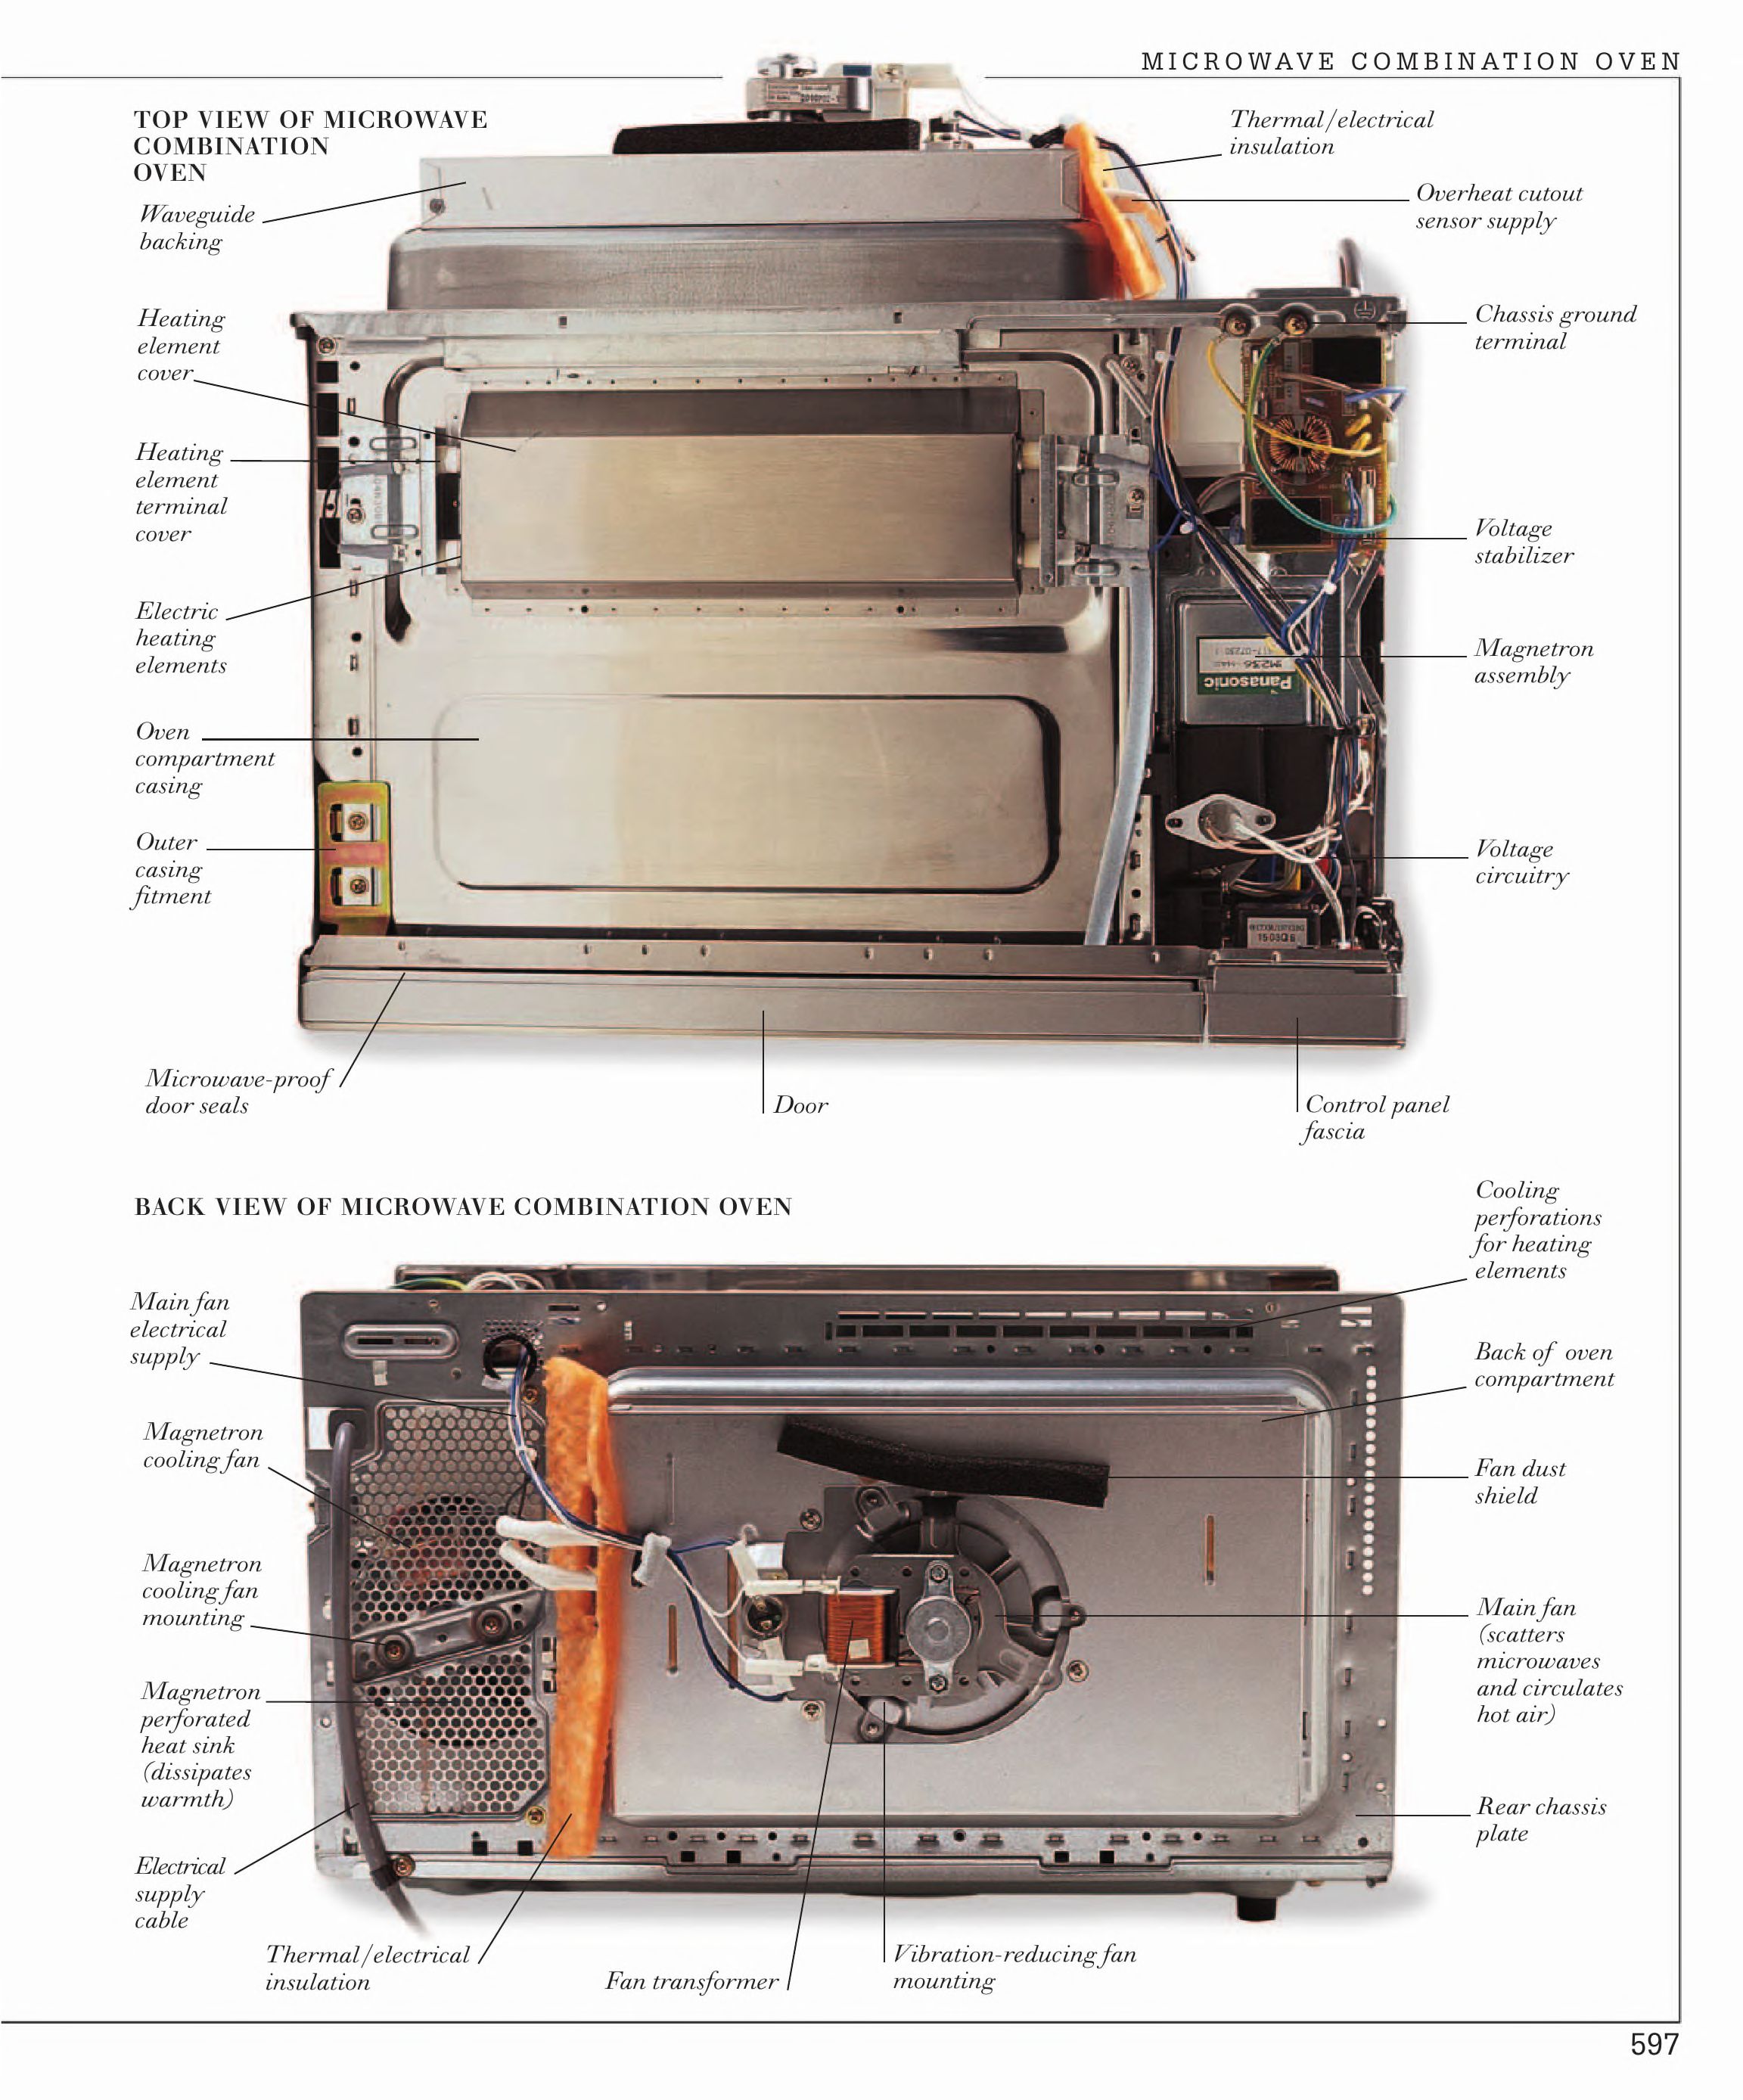 MICROWAVE COMBINATION OVEN
TOP VIEW OF MICROWAVE
COMBINATION
OVEN
Waveguide
backing
Heating
element
cover
Heating
element
terminal
cover
Electric
heating
elements
Oven
compartment
casing
Outer
casing
fitment
Microwave-proof
door seals
Door
Control panel
fascia
Thermal/electrical
insulation
Overheat cutout
sensor supply
Chassis ground
terminal
Voltage
stabilizer
Magnetron
assembly
Panasonic
Voltage
circuitry
BACK VIEW OF MICROWAVE COMBINATION OVEN
Main fan
electrical
supply
Magnetron
cooling fan
Magnetron
cooling fan
mounting
Magnetron
perforated
heat sink
(dissipates
warmth)
Electrical
supply
cable
Thermal/electrical
insulation
Fan transformer
Vibration-reducing fan
mounting
Cooling
perforations
for heating
elements
Back of oven
compartment
Fan dust
shield
Main fan
(scatters
microwaves
and circulates
hot air)
Rear chassis
plate
597